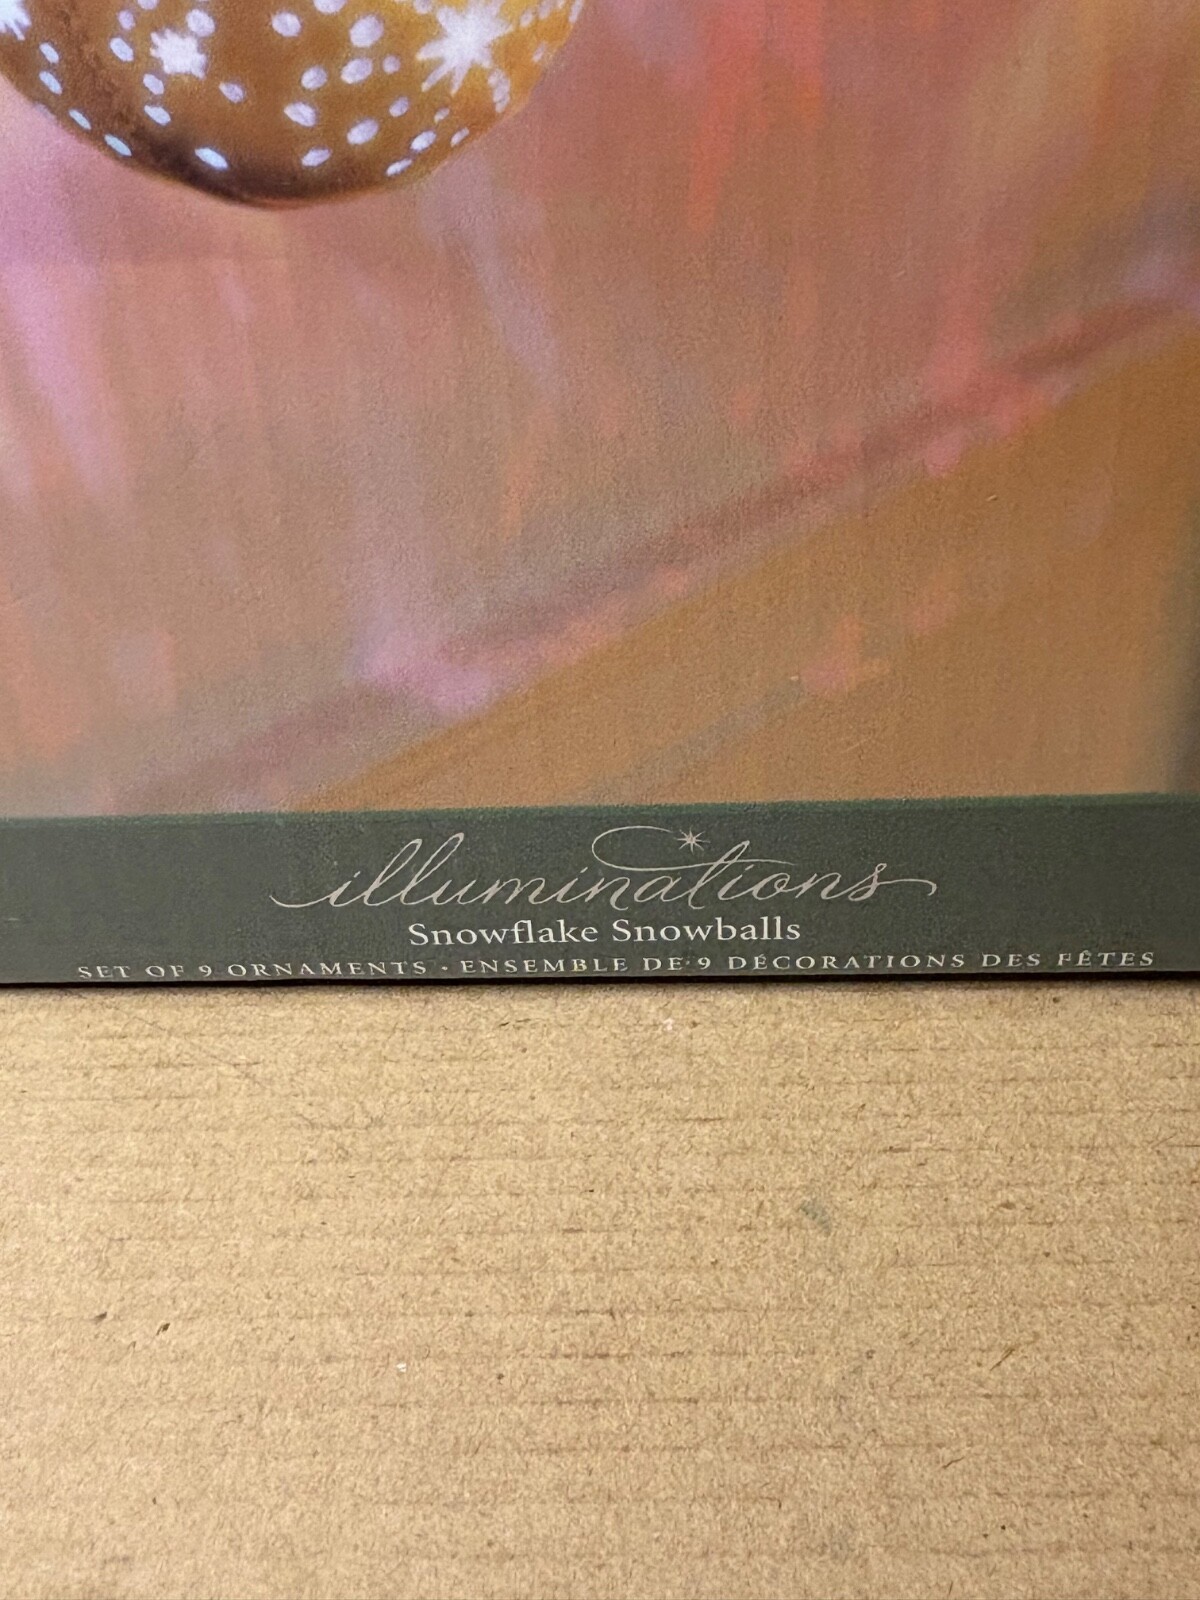 illuminations
Snowflake Snowballs
SET OF 9 ORNAMENTS • ENSEMBLE DE 9 DÉCORATIONS DES FÊTES